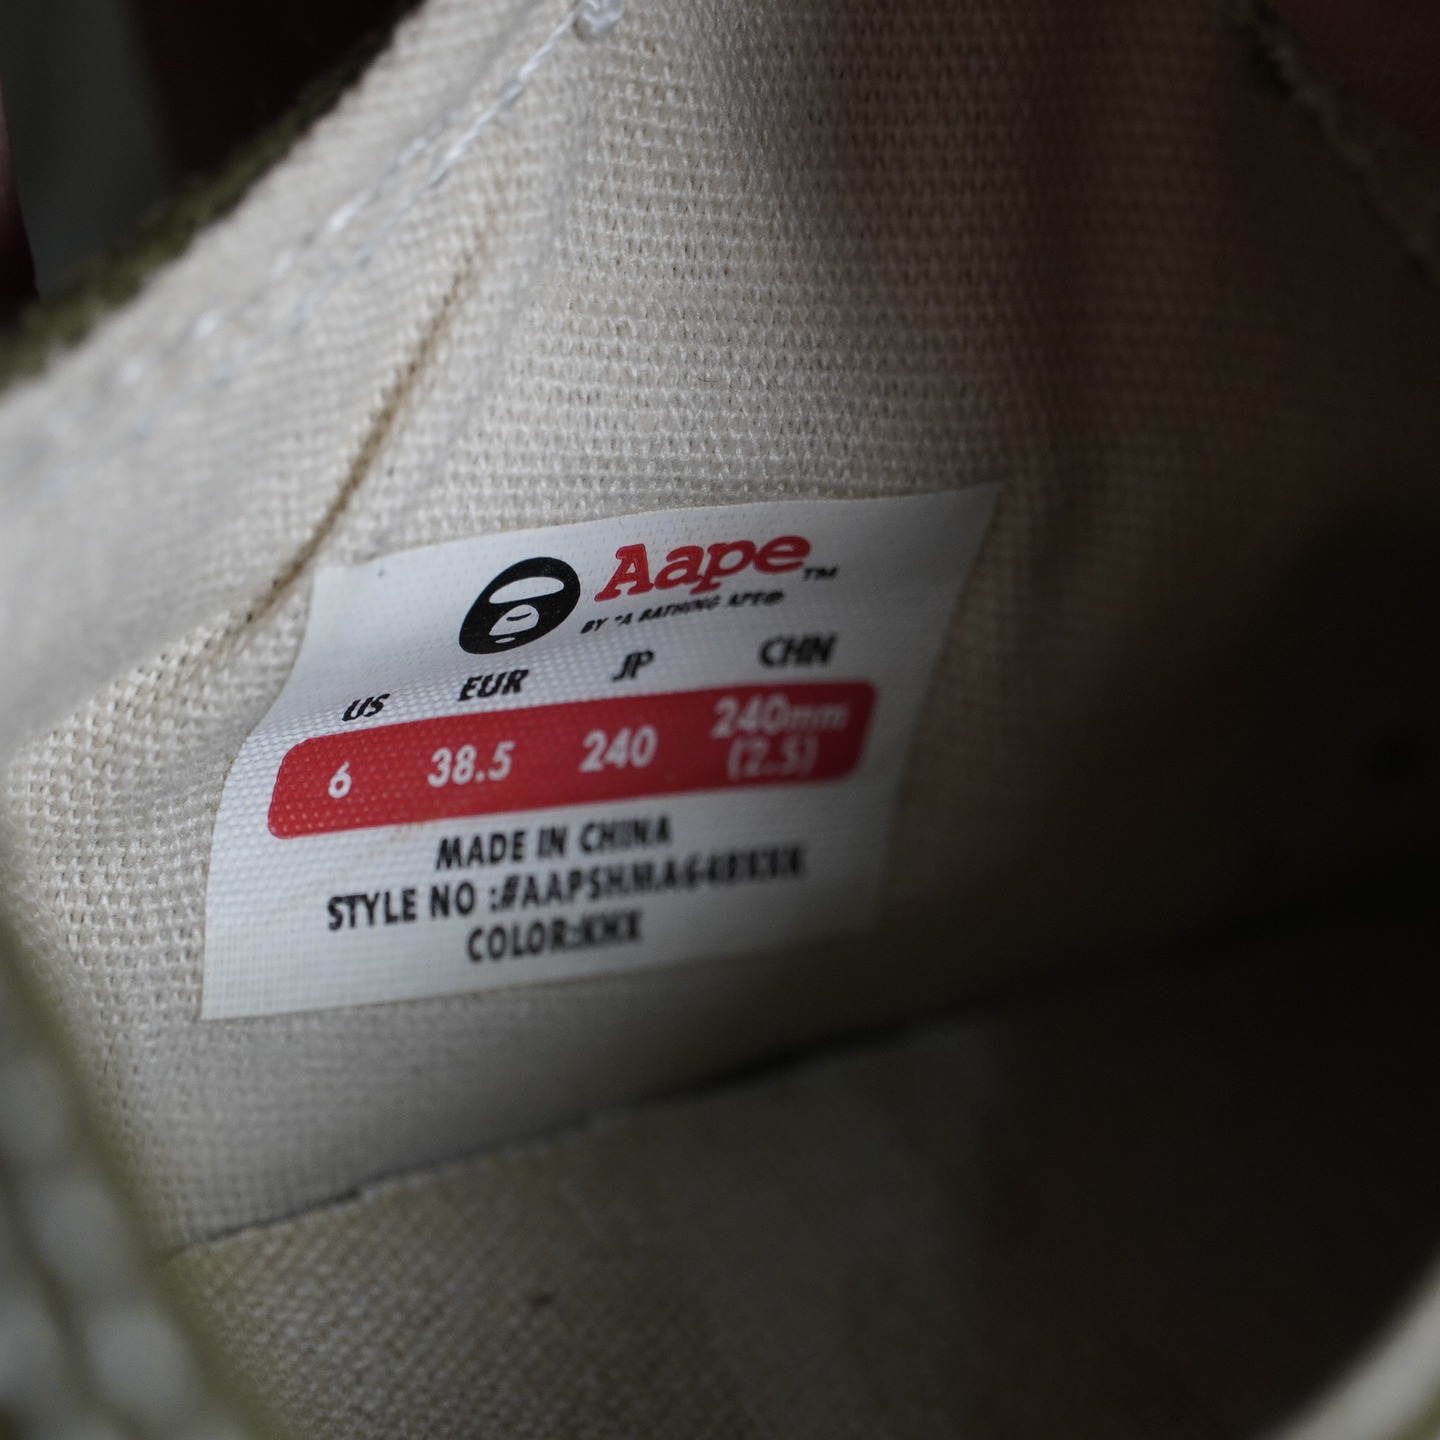 Aape™
BY *A BATHING APE®
US EUR JP CHN
6 38.5 240 240mm
(2.5)
MADE IN CHINA
STYLE NO :
COLOR:KHX